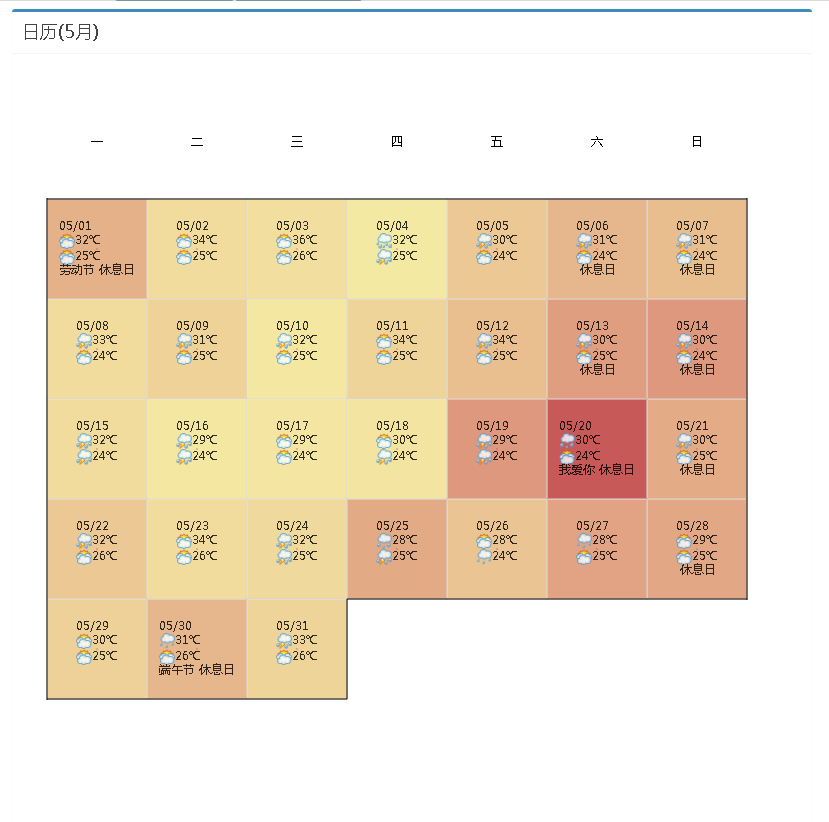 日历(5月)
一 二 三 四 五 六 日
05/01 05/02 05/03 05/04 05/05 05/06 05/07
32℃ 34℃ 36℃ 32℃ 30℃ 31℃ 31℃
25℃ 25℃ 26℃ 25℃ 24℃ 24℃ 24℃
劳动节 休息日 休息日 休息日
05/08 05/09 05/10 05/11 05/12 05/13 05/14
33℃ 31℃ 32℃ 34℃ 34℃ 30℃ 30℃
24℃ 25℃ 25℃ 25℃ 25℃ 25℃ 24℃
休息日 休息日
05/15 05/16 05/17 05/18 05/19 05/20 05/21
32℃ 29℃ 29℃ 30℃ 29℃ 30℃ 30℃
24℃ 24℃ 24℃ 24℃ 24℃ 24℃ 25℃
我爱你 休息日 休息日
05/22 05/23 05/24 05/25 05/26 05/27 05/28
32℃ 34℃ 32℃ 28℃ 28℃ 28℃ 29℃
26℃ 26℃ 25℃ 25℃ 24℃ 25℃ 25℃
休息日
05/29 05/30 05/31
30℃ 31℃ 33℃
25℃ 26℃ 26℃
端午节 休息日